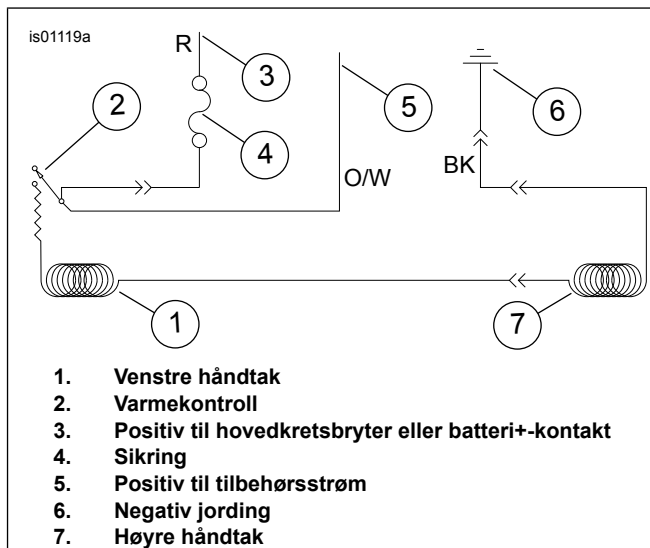 is01119a
R
3
2
4
5
6
O/W
BK
1
7
1. Venstre håndtak
2. Varmekontroll
3. Positiv til hovedkretsbryter eller batteri+-kontakt
4. Sikring
5. Positiv til tilbehørsstrøm
6. Negativ jording
7. Høyre håndtak